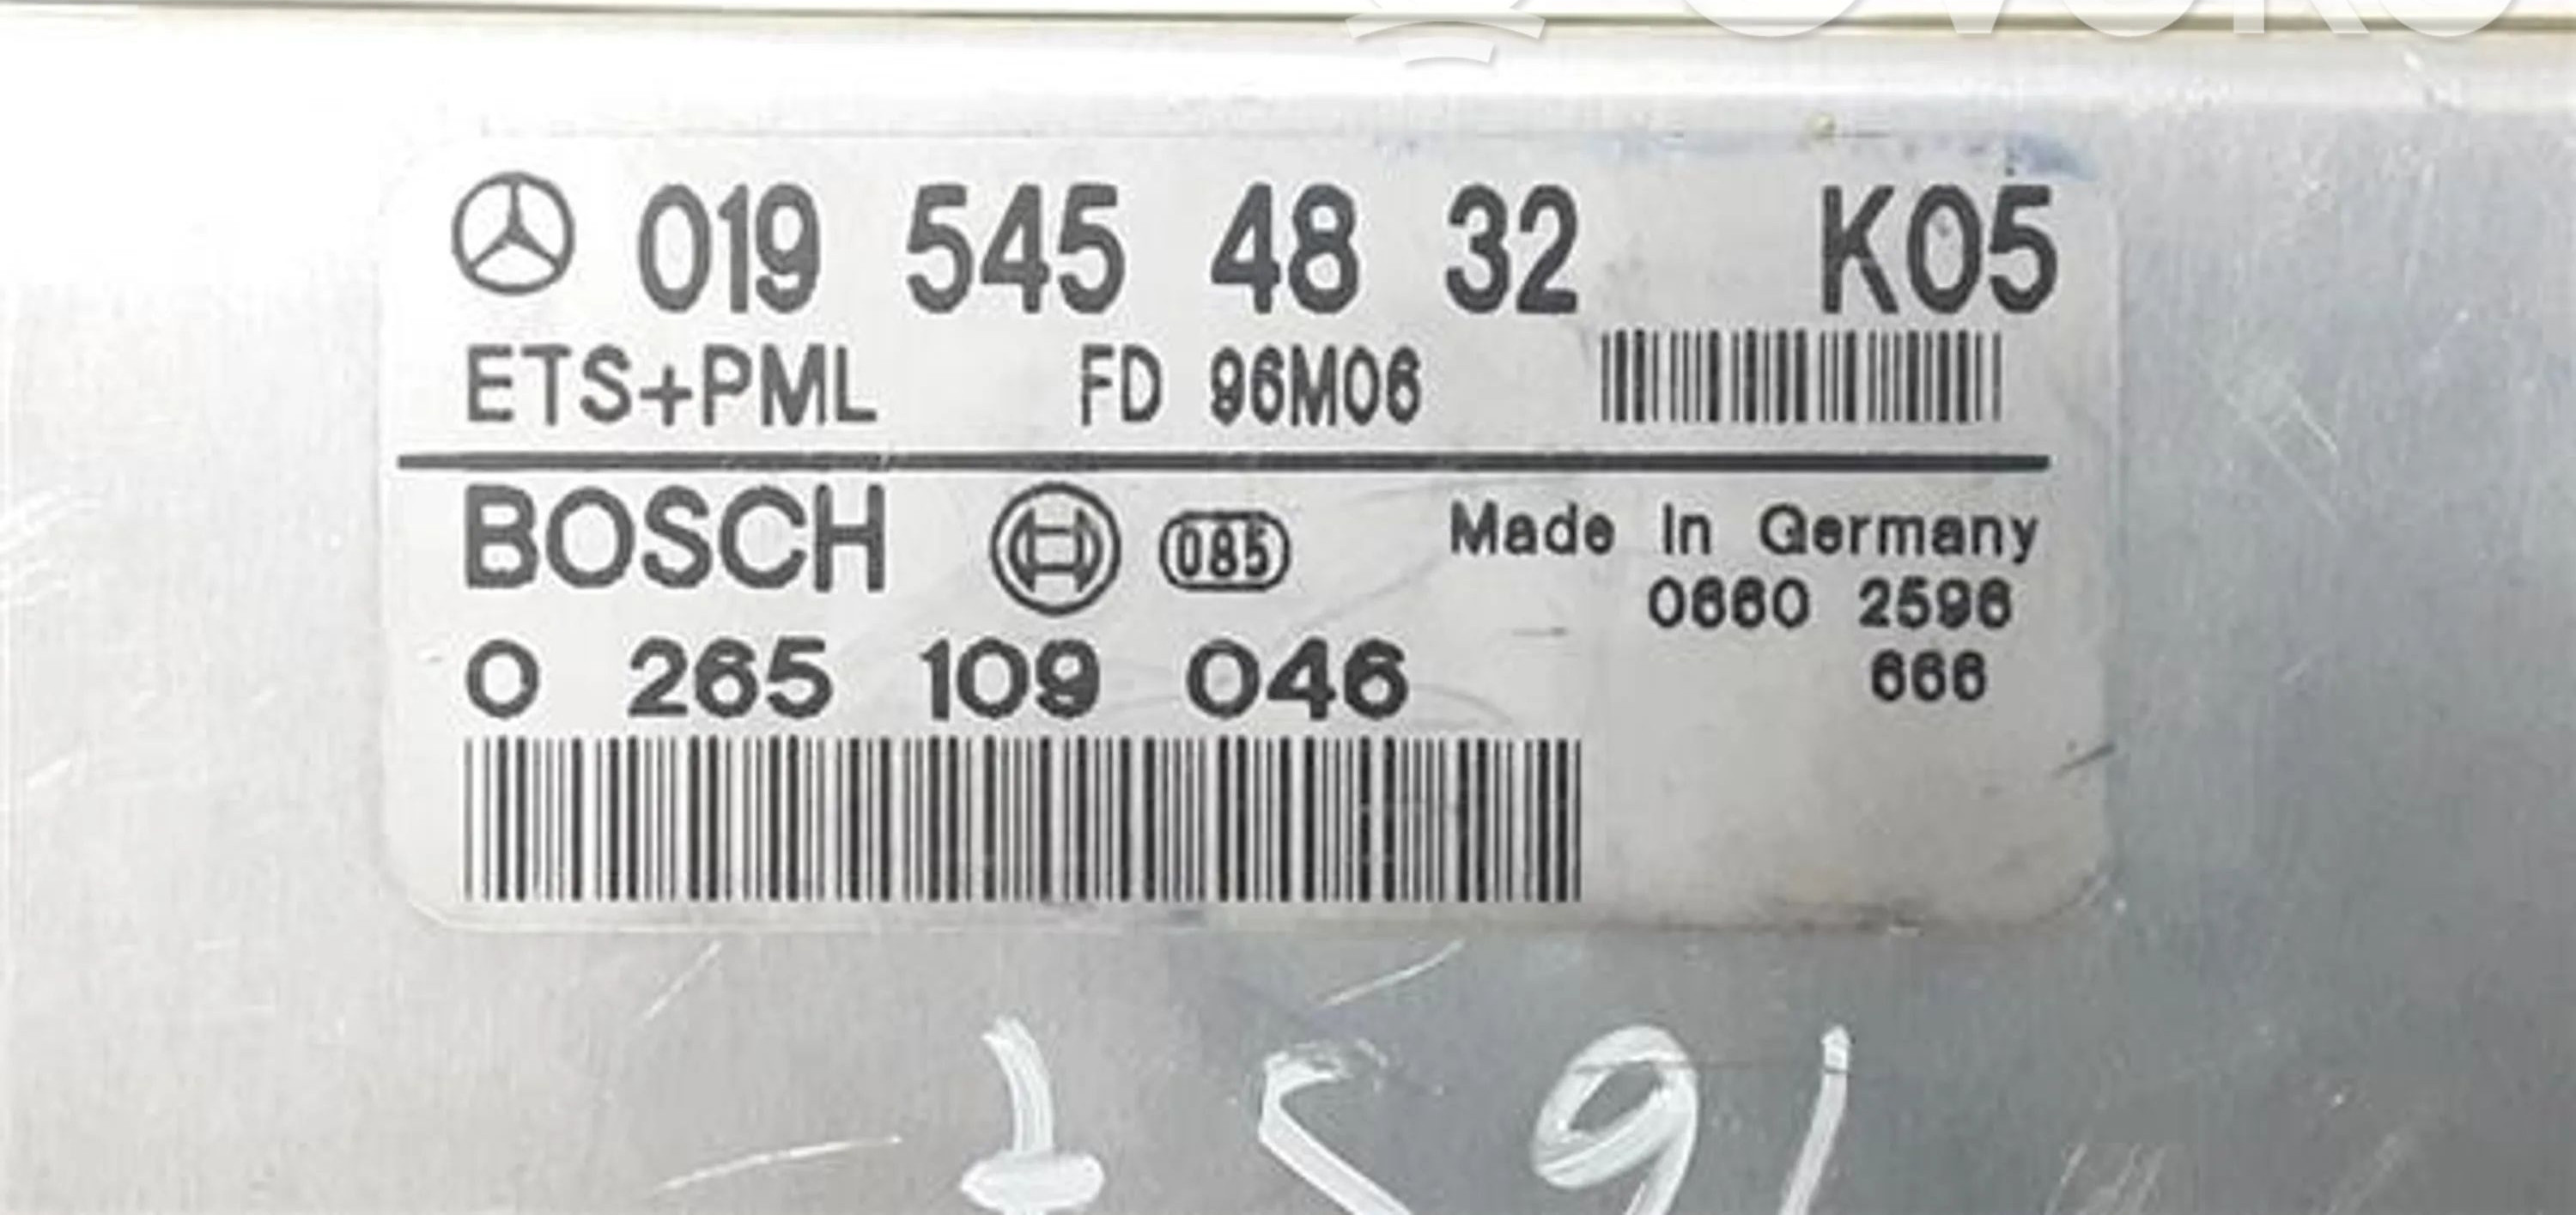 019 545 48 32 K05
ETS+PML FD 96M06
BOSCH 085 Made In Germany
0660 2596
0 265 109 046 666